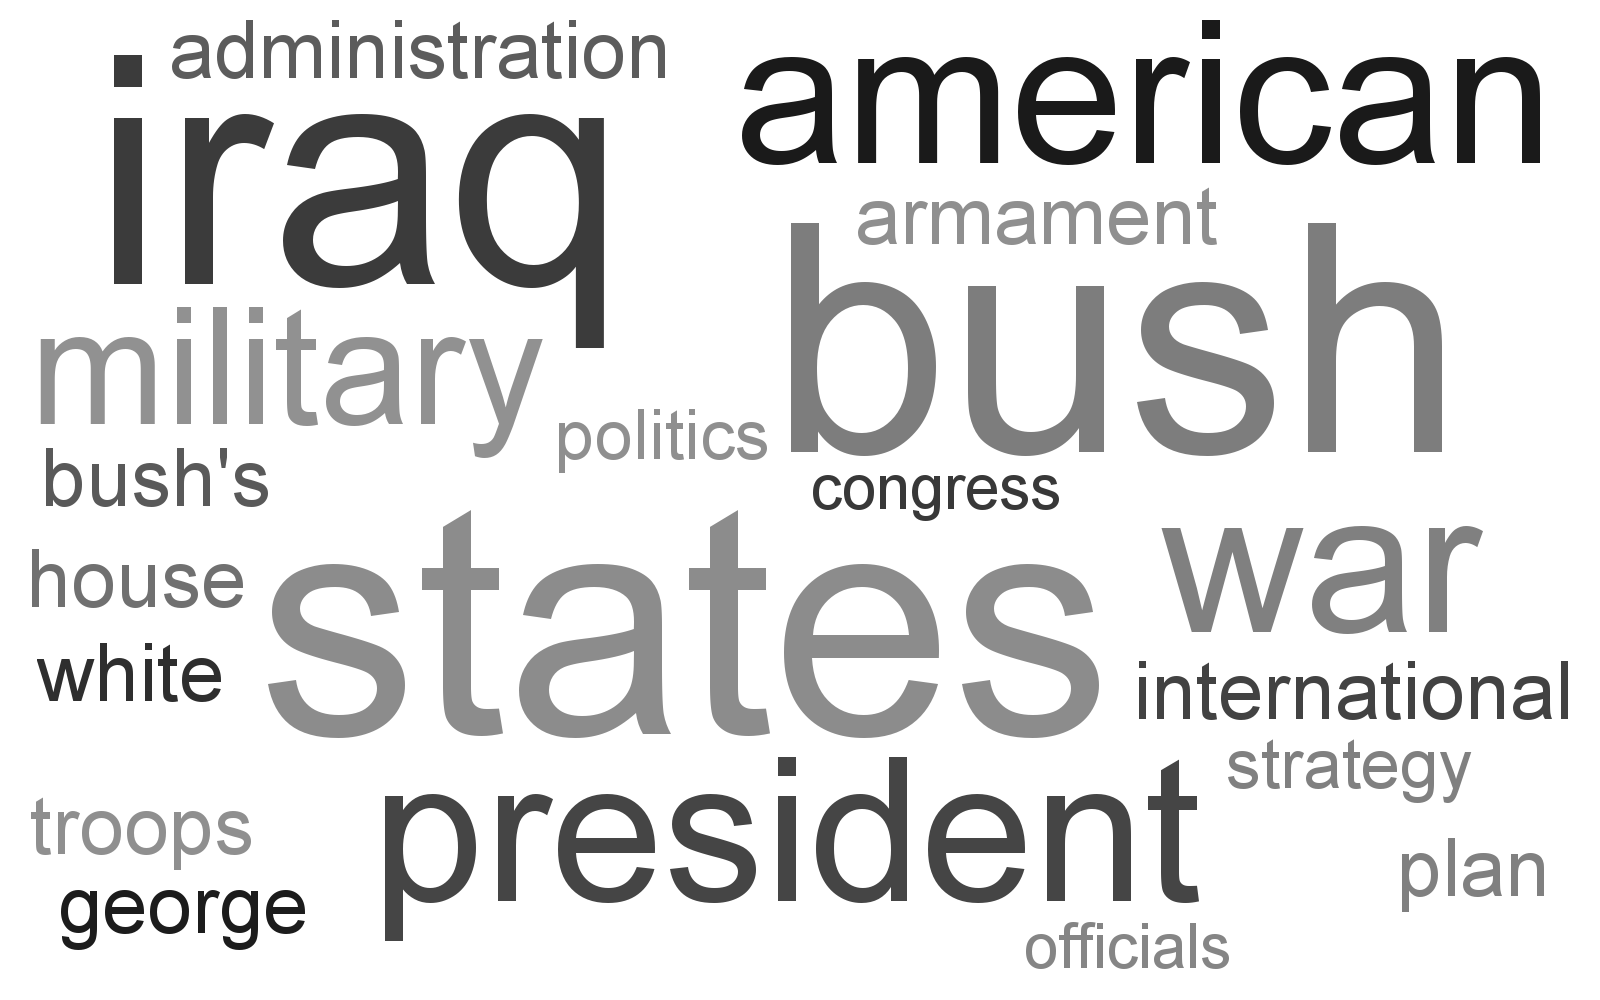 administration
american
iraq
armament
bush
military
politics
bush's
congress
states
war
house
white
international
strategy
president
troops
plan
george
officials